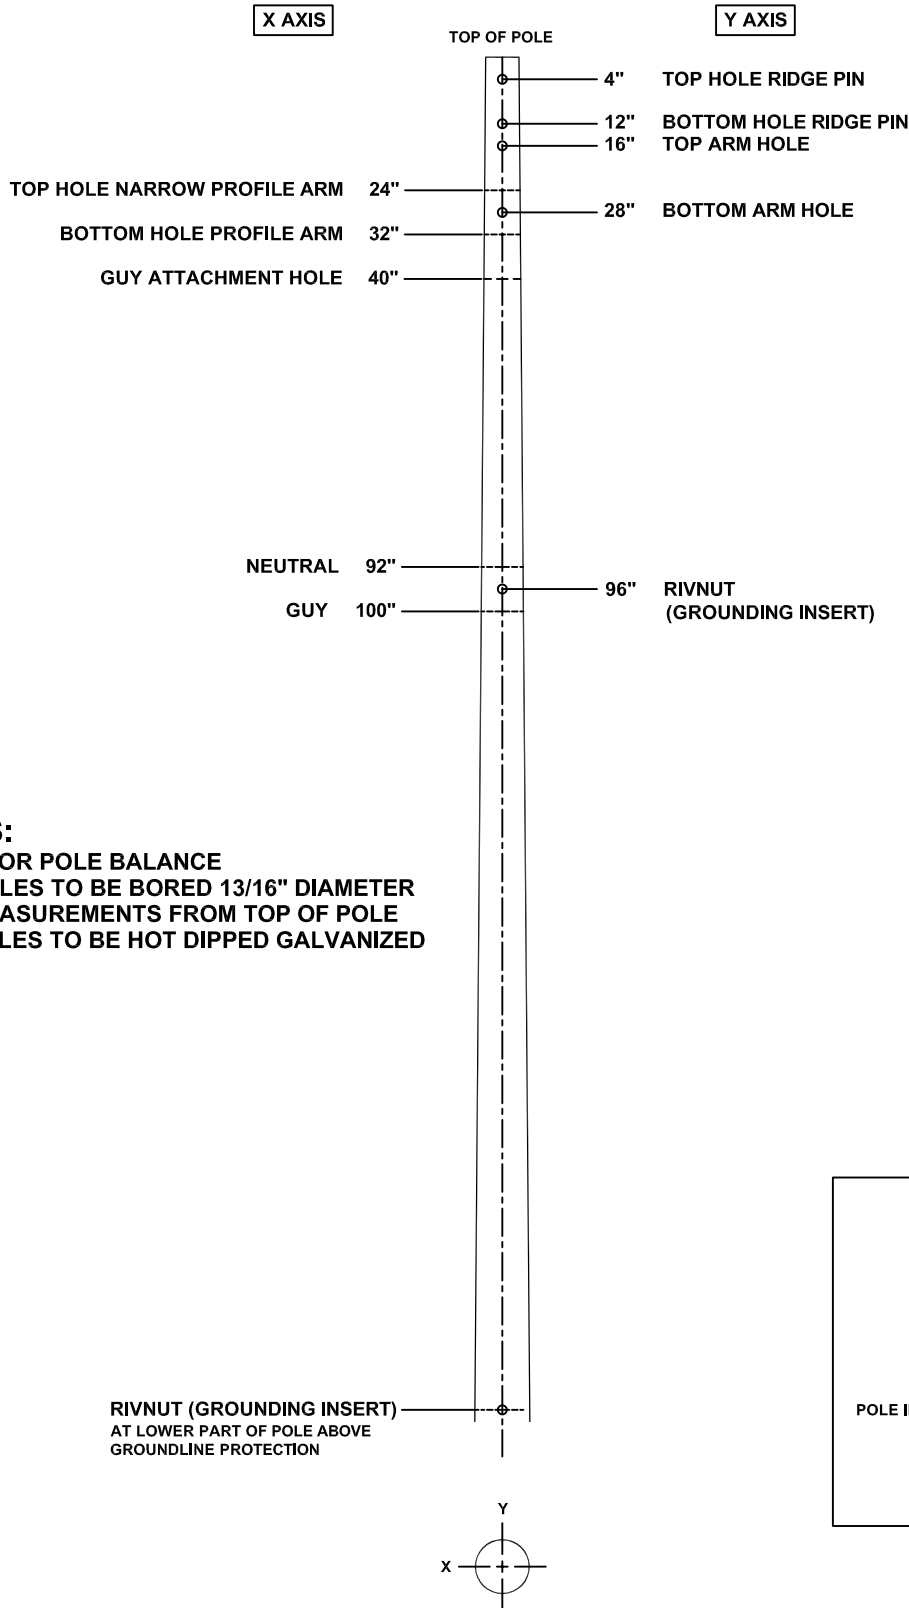 X AXIS
Y AXIS
TOP OF POLE
4" TOP HOLE RIDGE PIN
12" BOTTOM HOLE RIDGE PIN
16" TOP ARM HOLE
TOP HOLE NARROW PROFILE ARM 24"
28" BOTTOM ARM HOLE
BOTTOM HOLE PROFILE ARM 32"
GUY ATTACHMENT HOLE 40"
NEUTRAL 92"
96" RIVNUT
(GROUNDING INSERT)
GUY 100"
S:
OR POLE BALANCE
LES TO BE BORED 13/16" DIAMETER
ASUREMENTS FROM TOP OF POLE
LES TO BE HOT DIPPED GALVANIZED
POLE I
RIVNUT (GROUNDING INSERT)
AT LOWER PART OF POLE ABOVE
GROUNDLINE PROTECTION
Y
X